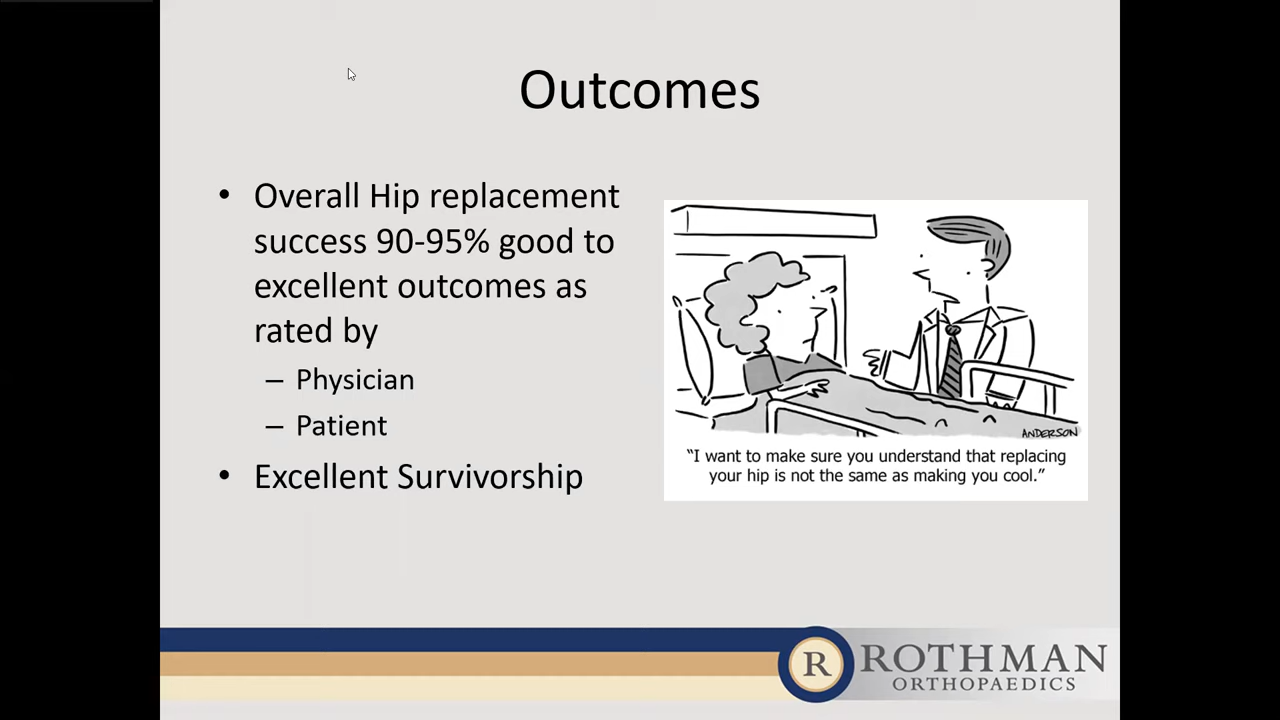 Outcomes
• Overall Hip replacement
success 90-95% good to
excellent outcomes as
rated by
– Physician
– Patient
• Excellent Survivorship
ANDERSON
“I want to make sure you understand that replacing
your hip is not the same as making you cool.”
R ROTHMAN
ORTHOPAEDICS